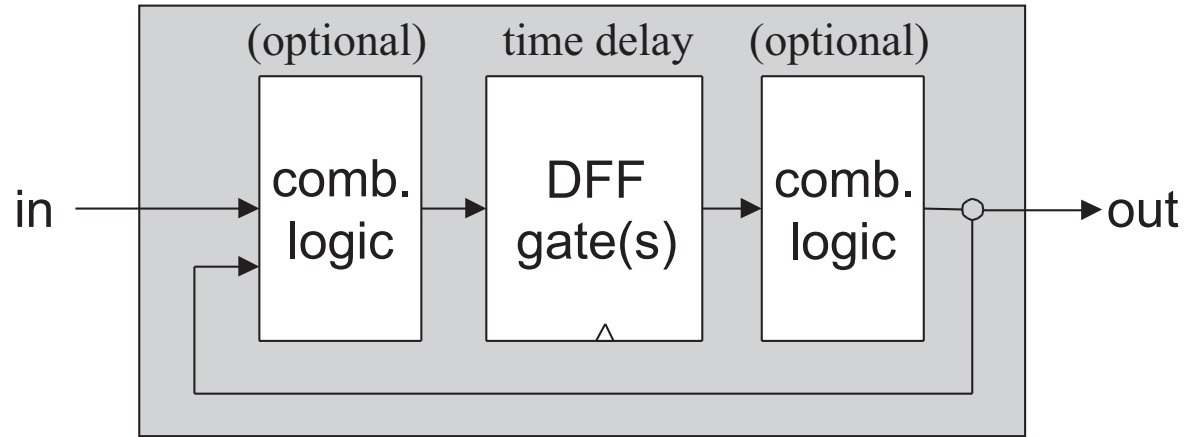 (optional)
time delay
(optional)
in
comb.
logic
DFF
gate(s)
comb.
logic
out